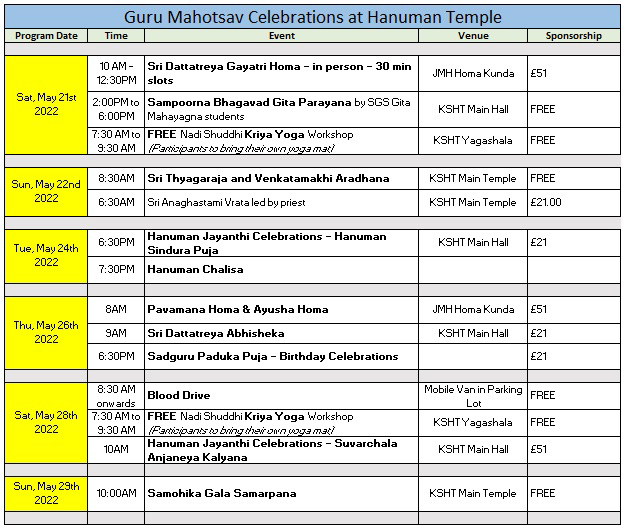 Guru Mahotsav Celebrations at Hanuman Temple
Program Date Time Event Venue Sponsorship
Sat, May 21st 2022
10 AM – 12:30PM Sri Dattatreya Gayatri Homa – in person – 30 min slots JMH Homa Kunda £51
2:00PM to 6:00PM Sampoorna Bhagavad Gita Parayana by SGS Gita Mahayagna students KSHT Main Hall FREE
7:30 AM to 9:30 AM FREE Nadi Shuddhi Kriya Yoga Workshop (Participants to bring their own yoga mat) KSHT Yagashala FREE
Sun, May 22nd 2022
8:30AM Sri Thyagaraja and Venkatamakhi Aradhana KSHT Main Temple FREE
6:30AM Sri Anaghastami Vrata led by priest KSHT Main Temple £21.00
Tue, May 24th 2022
6:30PM Hanuman Jayanthi Celebrations – Hanuman Sindura Puja KSHT Main Hall £21
7:30PM Hanuman Chalisa
Thu, May 26th 2022
8AM Pavamana Homa & Ayusha Homa JMH Homa Kunda £51
9AM Sri Dattatreya Abhisheka KSHT Main Hall £21
6:30PM Sadguru Paduka Puja – Birthday Celebrations £21
Sat, May 28th 2022
8:30 AM onwards Blood Drive Mobile Van in Parking Lot FREE
7:30 AM to 9:30 AM FREE Nadi Shuddhi Kriya Yoga Workshop (Participants to bring their own yoga mat) KSHT Yagashala FREE
10AM Hanuman Jayanthi Celebrations – Suvarchala Anjaneya Kalyana KSHT Main Hall £51
Sun, May 29th 2022
10:00AM Samohika Gala Samarpana KSHT Main Temple FREE